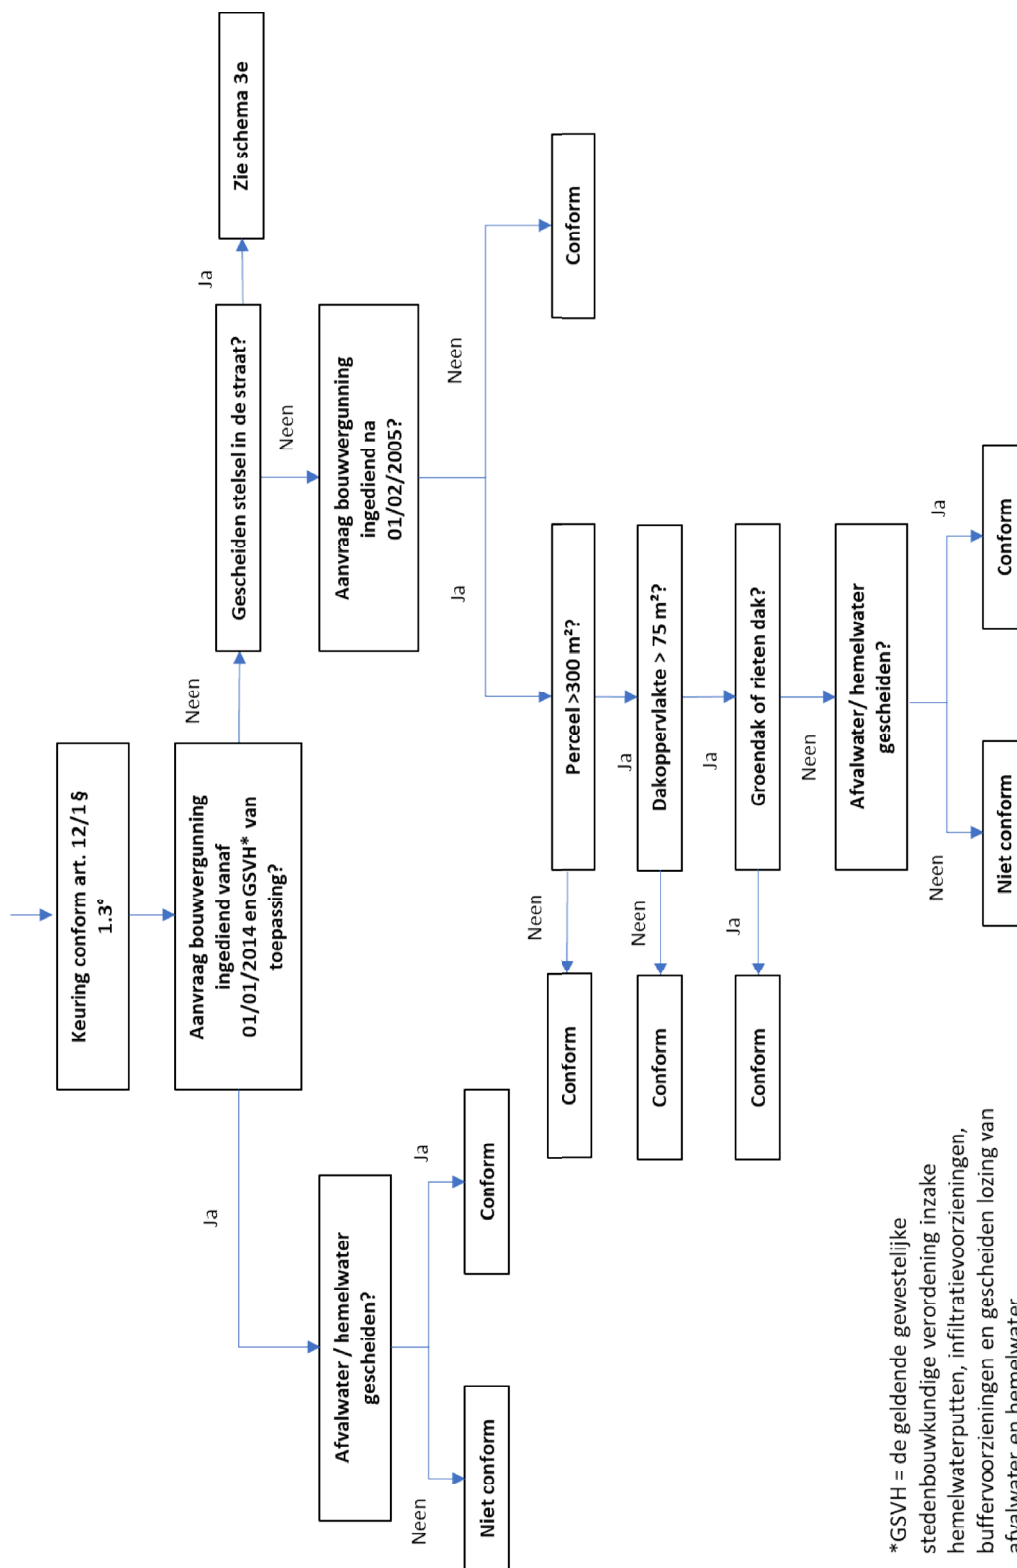 Keuring conform art. 12/1 §
1.3°
Aanvraag bouwvergunning
ingediend vanaf
01/01/2014 en GSVH* van
toepassing?
Ja
Neen
Afvalwater / hemelwater
gescheiden?
Neen
Ja
Niet conform
Conform
Gescheiden stelsel in de straat?
Ja
Zie schema 3e
Neen
Aanvraag bouwvergunning
ingediend na
01/02/2005?
Ja
Neen
Conform
Perceel >300 m²?
Neen
Conform
Ja
Dakoppervlakte > 75 m²?
Neen
Conform
Ja
Groendak of rieten dak?
Ja
Conform
Neen
Afvalwater/ hemelwater
gescheiden?
Neen
Ja
Niet conform
Conform
*GSVH = de geldende gewestelijke
stedenbouwkundige verordening inzake
hemelwaterputten, infiltratievoorzieningen,
buffervoorzieningen en gescheiden lozing van
afvalwater en hemelwater